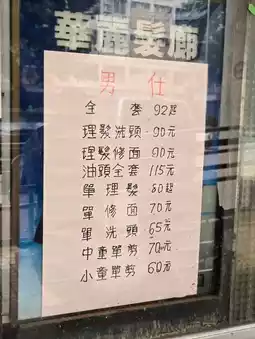 華麗髮廊
男 仕
全 套 92起
理髮洗頭 90元
理髮修面 90元
油頭全套 115元
單理髮 80起
單修面 70元
單洗頭 65元
中童單剪 70元
小童單剪 60元